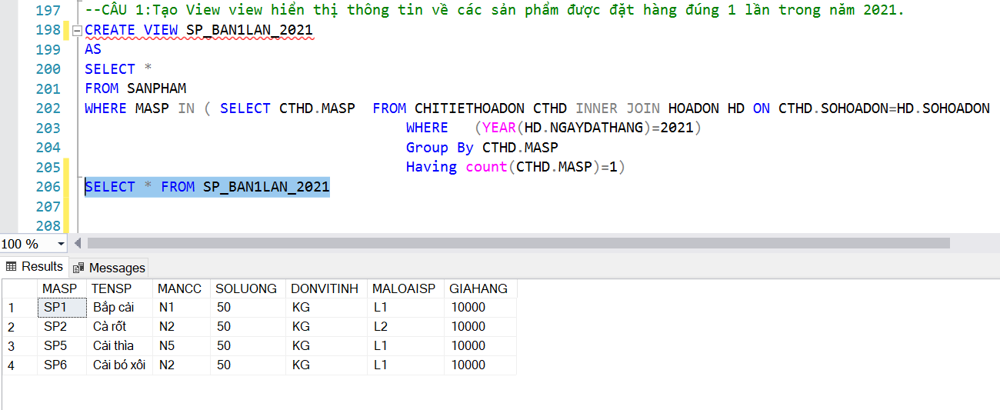 197 --CÂU 1:Tạo View view hiển thị thông tin về các sản phẩm được đặt hàng đúng 1 lần trong năm 2021.
198 CREATE VIEW SP_BAN1LAN_2021
199 AS
200 SELECT *
201 FROM SANPHAM
202 WHERE MASP IN ( SELECT CTHD.MASP FROM CHITIETHOADON CTHD INNER JOIN HOADON HD ON CTHD.SOHOADON=HD.SOHOADON
203 WHERE (YEAR(HD.NGAYDATHANG)=2021)
204 Group By CTHD.MASP
205 Having count(CTHD.MASP)=1)
206 SELECT * FROM SP_BAN1LAN_2021
207
208
100 %
Results Messages
MASP TENSP MANCC SOLUONG DONVITINH MALOAISP GIAHANG
1 SP1 Bắp cải N1 50 KG L1 10000
2 SP2 Cà rốt N2 50 KG L2 10000
3 SP5 Cải thìa N5 50 KG L1 10000
4 SP6 Cải bó xôi N2 50 KG L1 10000